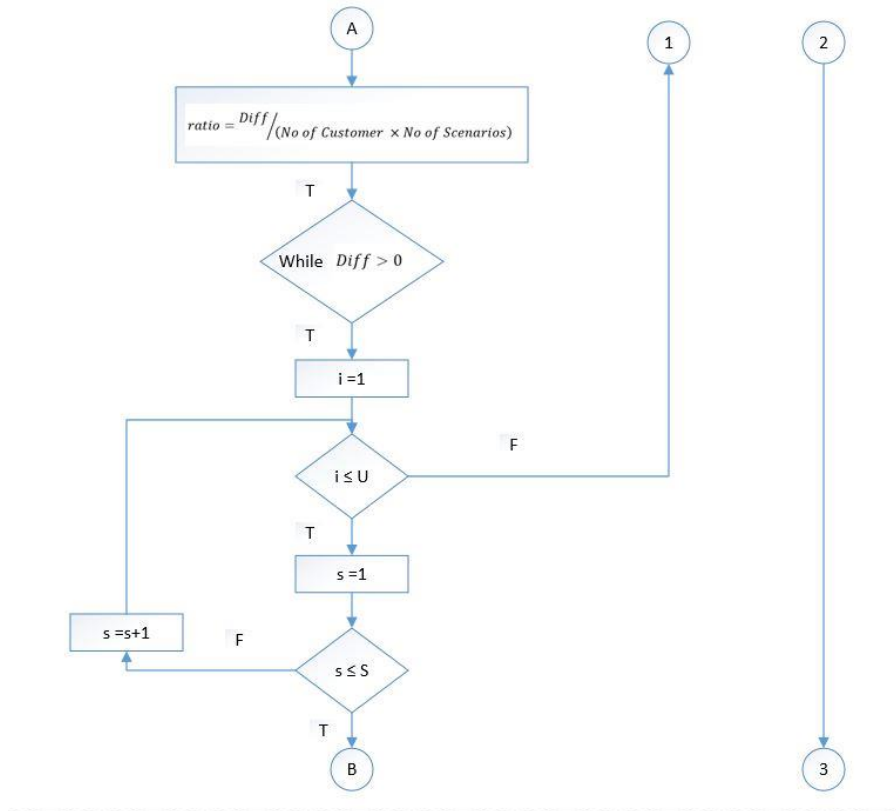 A
1
2
ratio = Diff/(No of Customer × No of Scenarios)
T
While Diff > 0
T
i =1
F
i ≤ U
T
s =1
s =s+1
F
s ≤ S
T
B
3